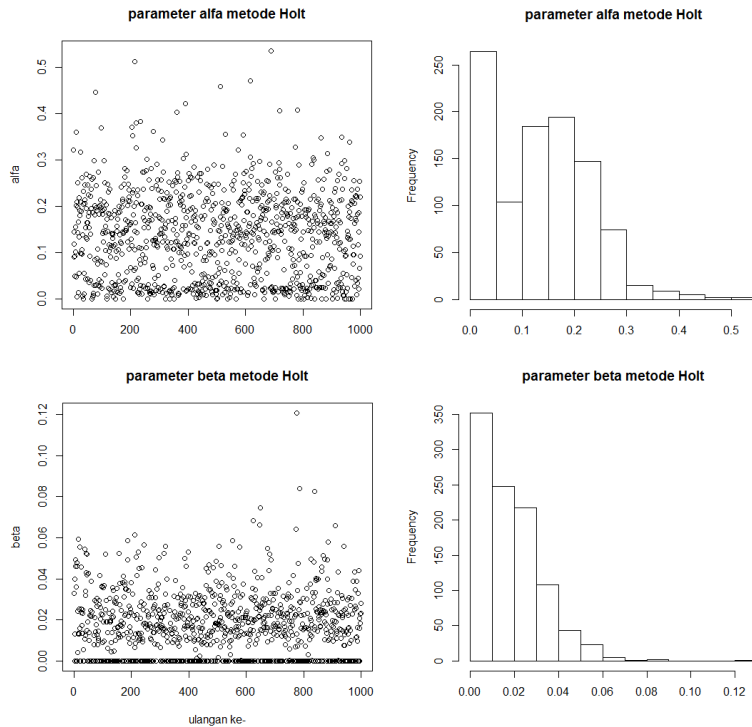 parameter alfa metode Holt
alfa
0.0 0.1 0.2 0.3 0.4 0.5
0 200 400 600 800 1000
parameter alfa metode Holt
Frequency
0 50 100 150 200 250
0.0 0.1 0.2 0.3 0.4 0.5
parameter beta metode Holt
beta
0.00 0.02 0.04 0.06 0.08 0.10 0.12
0 200 400 600 800 1000
ulangan ke-
parameter beta metode Holt
Frequency
0 50 100 150 200 250 300 350
0.00 0.02 0.04 0.06 0.08 0.10 0.12